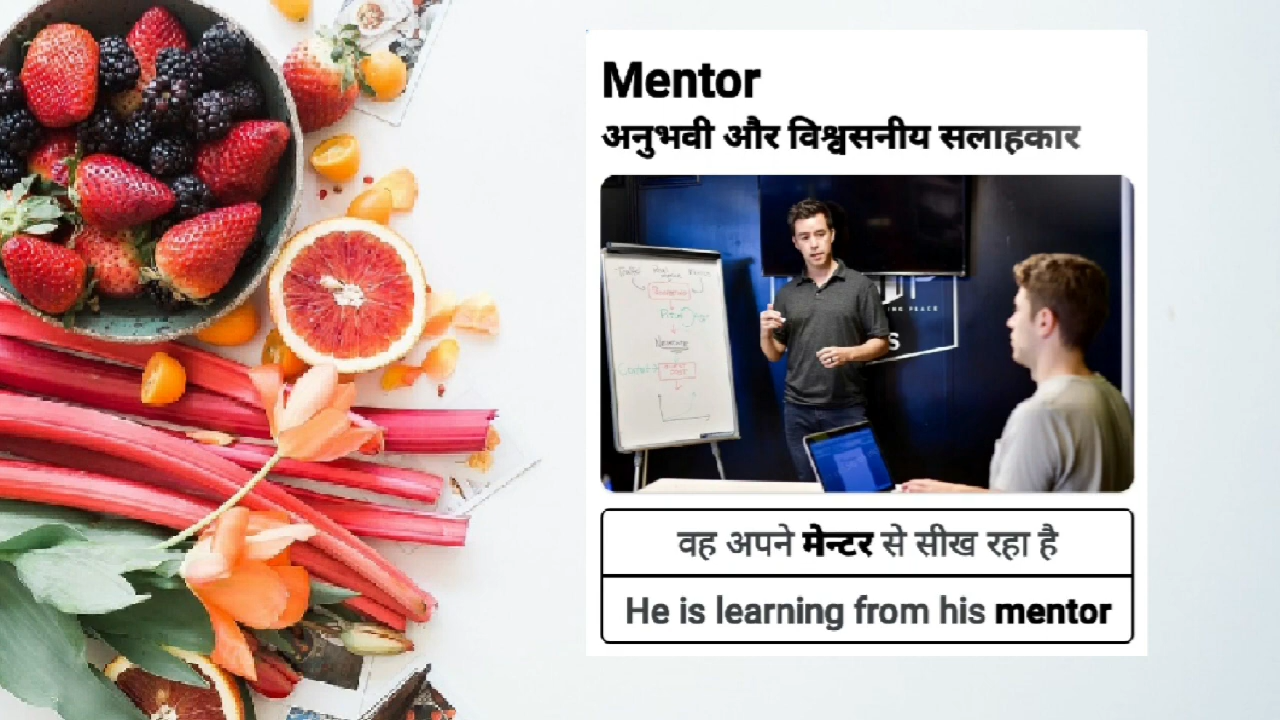 Mentor
अनुभवी और विश्वसनीय सलाहकार
वह अपने मेन्टर से सीख रहा है
He is learning from his mentor